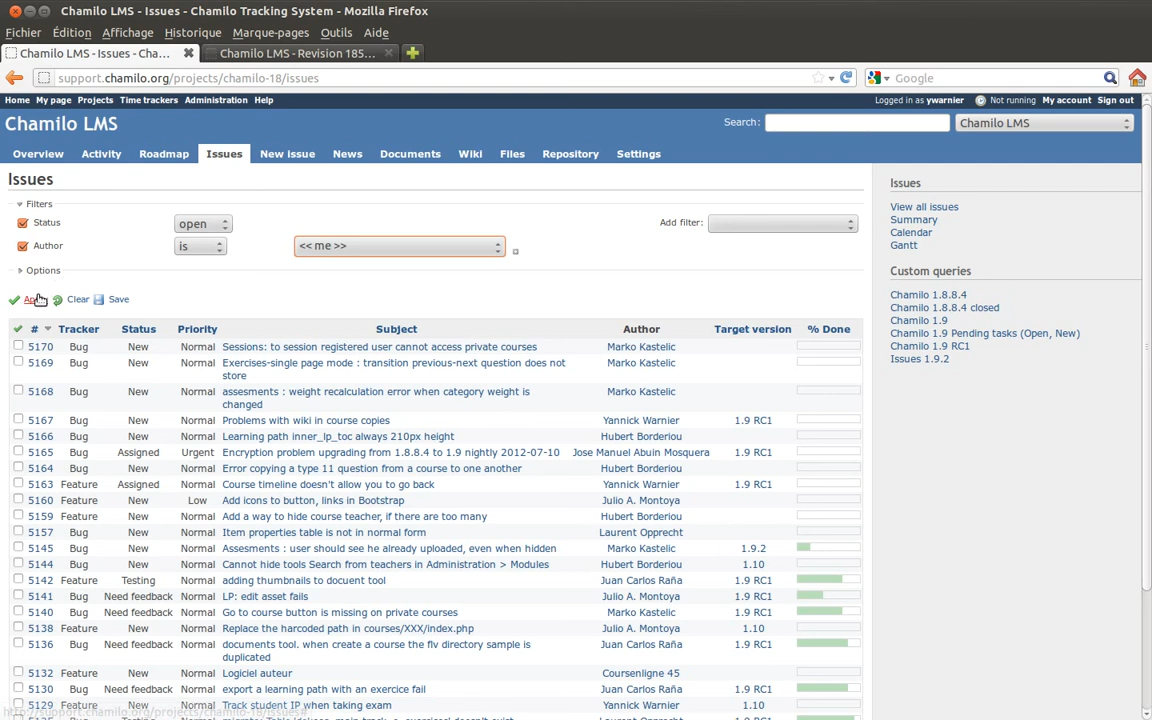 Chamilo LMS - Issues - Chamilo Tracking System - Mozilla Firefox
Fichier Édition Affichage Historique Marque-pages Outils Aide
Chamilo LMS - Issues - Cha... Chamilo LMS - Revision 185...
support.chamilo.org/projects/chamilo-18/issues Google
Home My page Projects Time trackers Administration Help Logged in as ywarnier Not running My account Sign out
Chamilo LMS Search: Chamilo LMS
Overview Activity Roadmap Issues New issue News Documents Wiki Files Repository Settings
Issues
Filters
Status open Add filter:
Author is << me >>
Options
Clear Save
# Tracker Status Priority Subject Author Target version % Done
5170 Bug New Normal Sessions: to session registered user cannot access private courses Marko Kastelic
5169 Bug New Normal Exercises-single page mode : transition previous-next question does not store Marko Kastelic
5168 Bug New Normal assesments : weight recalculation error when category weight is changed Marko Kastelic
5167 Bug New Normal Problems with wiki in course copies Yannick Warnier 1.9 RC1
5166 Bug New Normal Learning path inner_lp_toc always 210px height Hubert Borderiou
5165 Bug Assigned Urgent Encryption problem upgrading from 1.8.8.4 to 1.9 nightly 2012-07-10 Jose Manuel Abuin Mosquera 1.9 RC1
5164 Bug New Normal Error copying a type 11 question from a course to one another Hubert Borderiou
5163 Feature Assigned Normal Course timeline doesn't allow you to go back Yannick Warnier 1.9 RC1
5160 Feature New Low Add icons to button, links in Bootstrap Julio A. Montoya
5159 Feature New Normal Add a way to hide course teacher, if there are too many Hubert Borderiou
5157 Bug New Normal Item properties table is not in normal form Laurent Opprecht
5145 Bug New Normal Assesments : user should see he already uploaded, even when hidden Marko Kastelic 1.9.2
5144 Bug New Normal Cannot hide tools Search from teachers in Administration > Modules Hubert Borderiou 1.10
5142 Feature Testing Normal adding thumbnails to docuent tool Juan Carlos Raña 1.9 RC1
5141 Bug Need feedback Normal LP: edit asset fails Julio A. Montoya 1.9 RC1
5140 Bug Need feedback Normal Go to course button is missing on private courses Marko Kastelic 1.9 RC1
5138 Feature New Normal Replace the harcoded path in courses/XXX/index.php Julio A. Montoya 1.10
5136 Bug Need feedback Normal documents tool. when create a course the flv directory sample is duplicated Juan Carlos Raña 1.9 RC1
5132 Feature New Normal Logiciel auteur Coursenligne 45
5130 Bug Need feedback Normal export a learning path with an exercice fail Marko Kastelic 1.9 RC1
5129 Feature New Normal Track student IP when taking exam Yannick Warnier 1.10
http://support.chamilo.org/projects/chamilo-18/issues#
Issues
View all issues
Summary
Calendar
Gantt
Custom queries
Chamilo 1.8.8.4
Chamilo 1.8.8.4 closed
Chamilo 1.9
Chamilo 1.9 Pending tasks (Open, New)
Chamilo 1.9 RC1
Issues 1.9.2